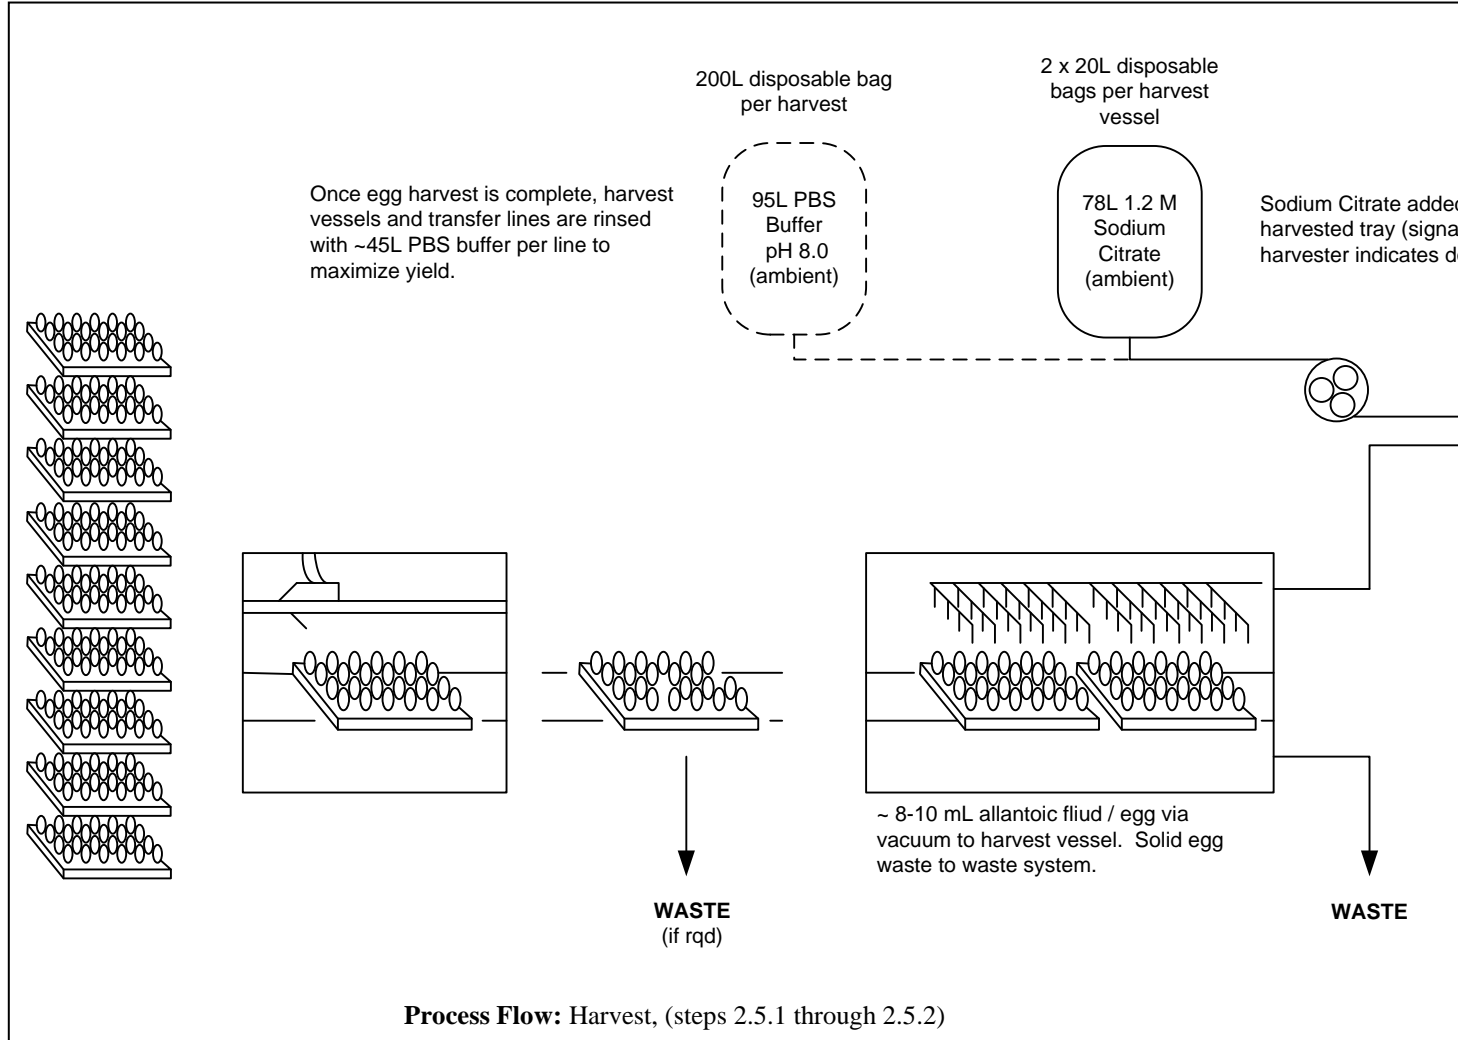 200L disposable bag
per harvest
2 x 20L disposable
bags per harvest
vessel
Once egg harvest is complete, harvest
vessels and transfer lines are rinsed
with ~45L PBS buffer per line to
maximize yield.
95L PBS
Buffer
pH 8.0
(ambient)
78L 1.2 M
Sodium
Citrate
(ambient)
Sodium Citrate added
harvested tray (signa
harvester indicates
~ 8-10 mL allantoic fliud / egg via
vacuum to harvest vessel. Solid egg
waste to waste system.
WASTE
(if rqd)
WASTE
Process Flow: Harvest, (steps 2.5.1 through 2.5.2)